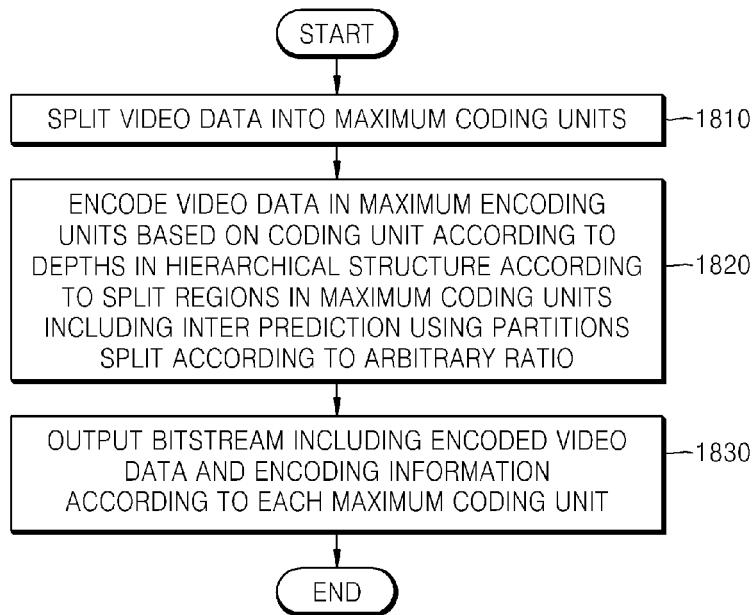 START
SPLIT VIDEO DATA INTO MAXIMUM CODING UNITS
1810
ENCODE VIDEO DATA IN MAXIMUM ENCODING
UNITS BASED ON CODING UNIT ACCORDING TO
DEPTHS IN HIERARCHICAL STRUCTURE ACCORDING
TO SPLIT REGIONS IN MAXIMUM CODING UNITS
INCLUDING INTER PREDICTION USING PARTITIONS
SPLIT ACCORDING TO ARBITRARY RATIO
1820
OUTPUT BITSTREAM INCLUDING ENCODED VIDEO
DATA AND ENCODING INFORMATION
ACCORDING TO EACH MAXIMUM CODING UNIT
1830
END